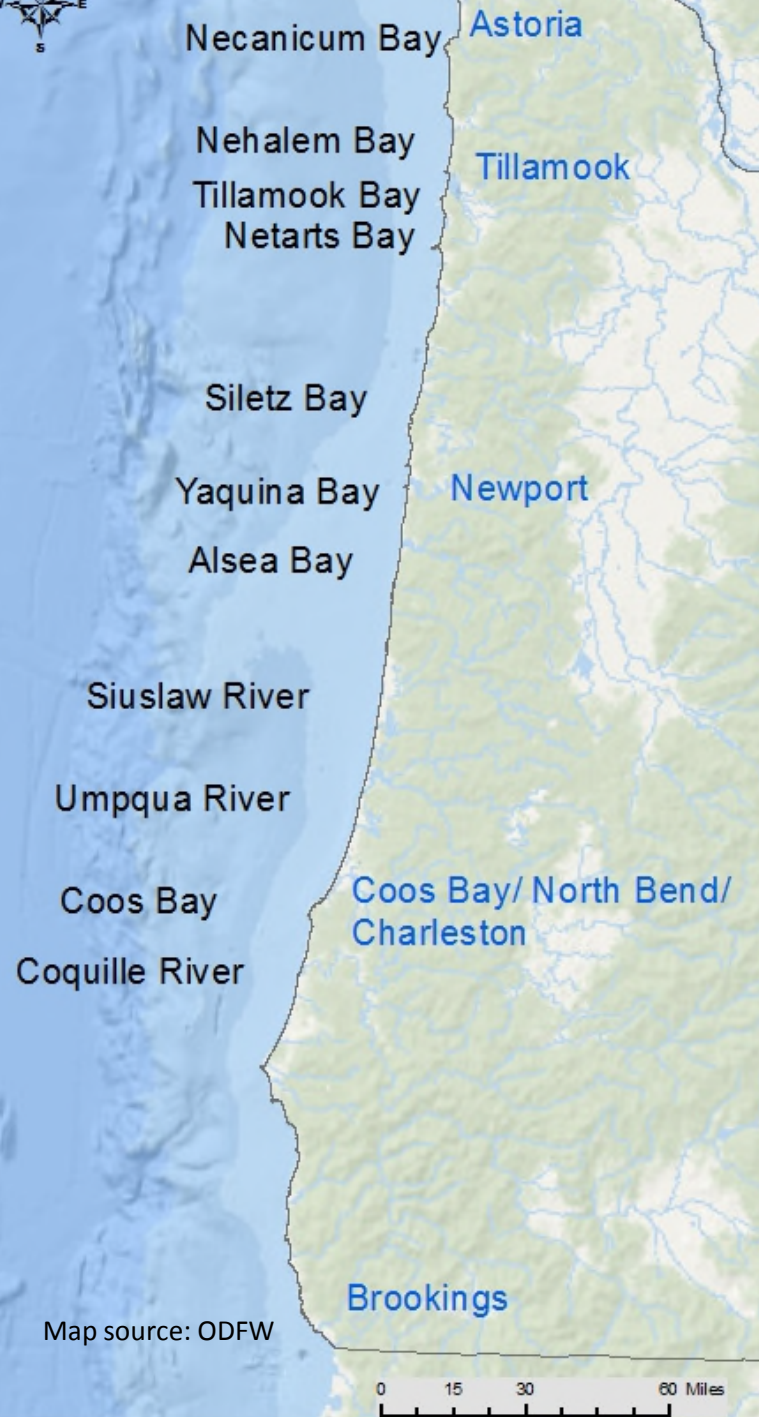 E
S
Necanicum Bay
Astoria
Nehalem Bay
Tillamook
Tillamook Bay
Netarts Bay
Siletz Bay
Yaquina Bay
Newport
Alsea Bay
Siuslaw River
Umpqua River
Coos Bay
Coos Bay/ North Bend/
Charleston
Coquille River
Brookings
Map source: ODFW
0 15 30 60 Miles